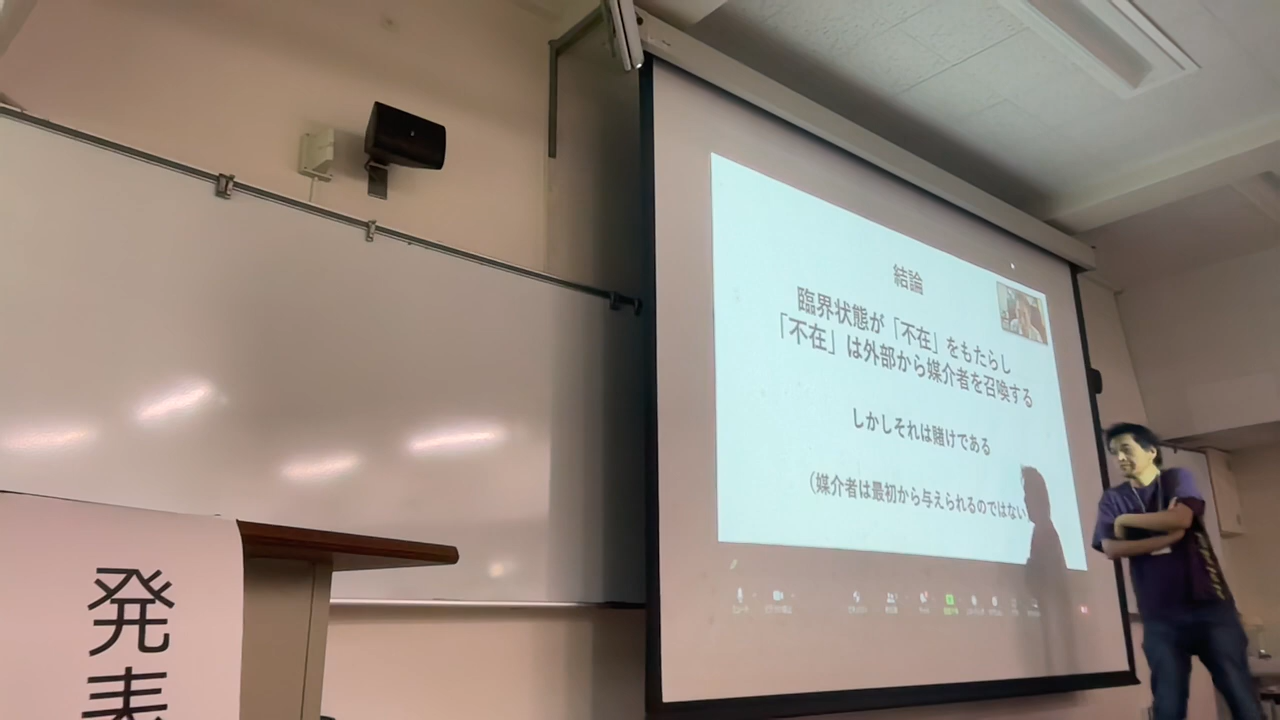 結論
臨界状態が「不在」をもたらし
「不在」は外部から媒介者を召喚する
しかしそれは賭けである
（媒介者は最初から与えられるのではない
発表